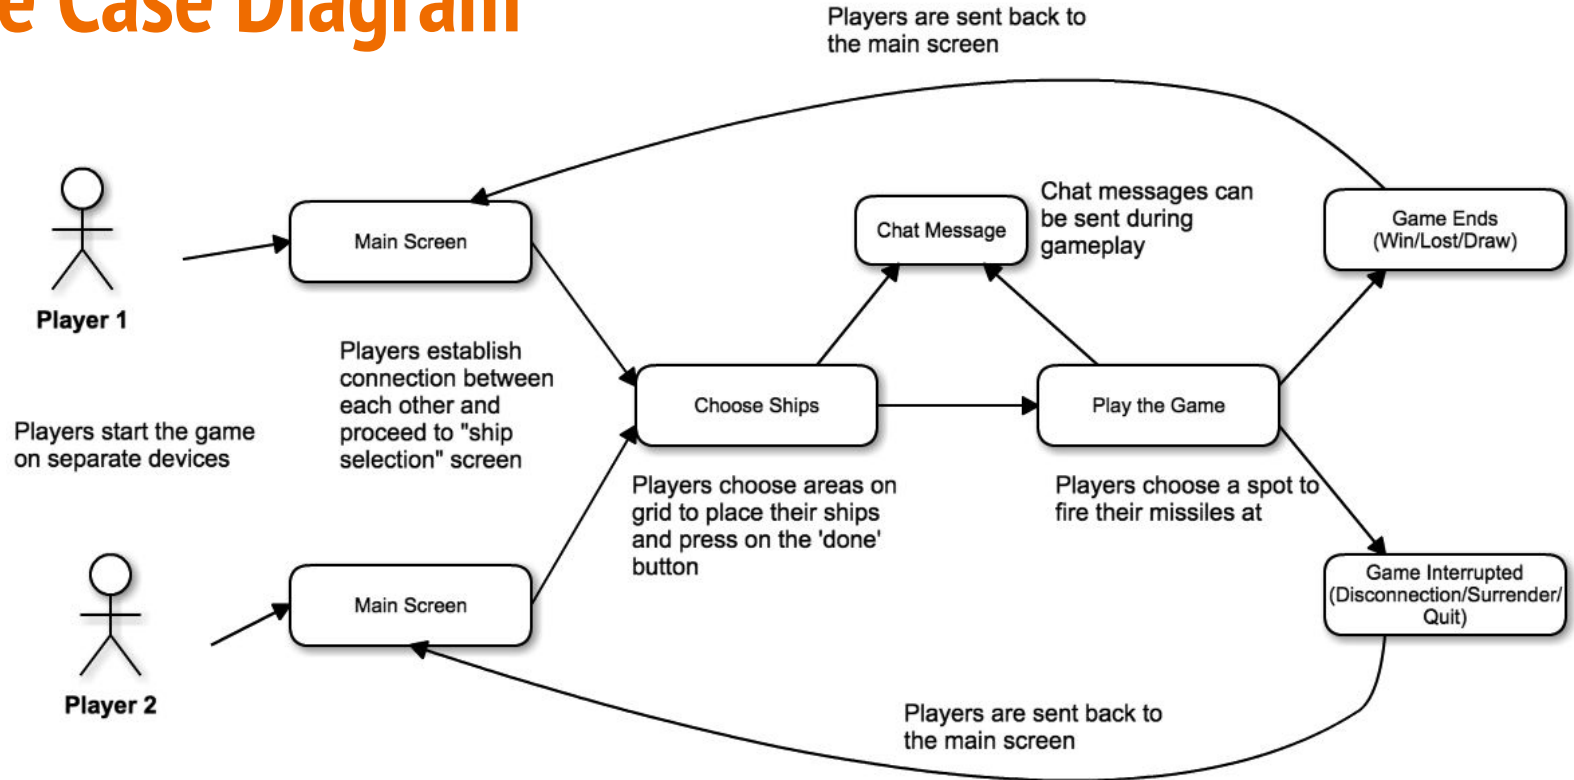 e Case Diagram
Players are sent back to
the main screen
Main Screen
Chat Message
Chat messages can
be sent during
gameplay
Game Ends
(Win/Lost/Draw)
Player 1
Players establish
connection between
each other and
proceed to "ship
selection" screen
Choose Ships
Play the Game
Players start the game
on separate devices
Players choose areas on
grid to place their ships
and press on the 'done'
button
Players choose a spot to
fire their missiles at
Main Screen
Game Interrupted
(Disconnection/Surrender/
Quit)
Player 2
Players are sent back to
the main screen